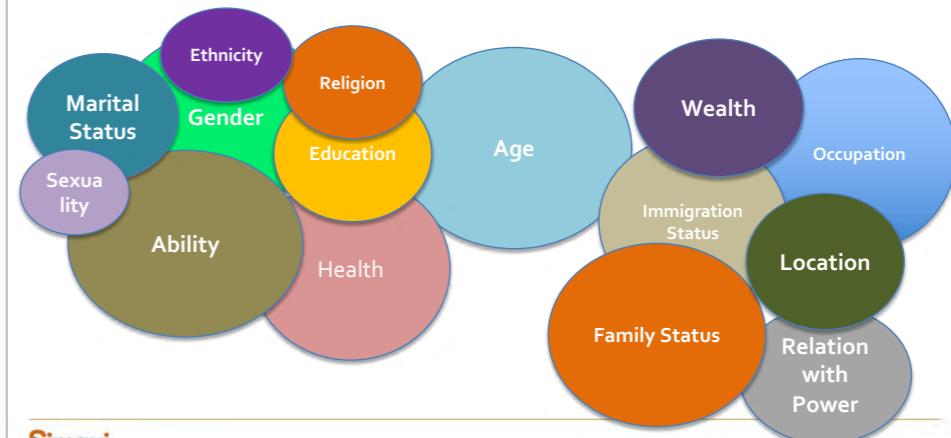 Ethnicity
Marital
Status
Gender
Religion
Education
Age
Wealth
Occupation
Sexua
lity
Ability
Health
Immigration
Status
Location
Family Status
Relation
with
Power